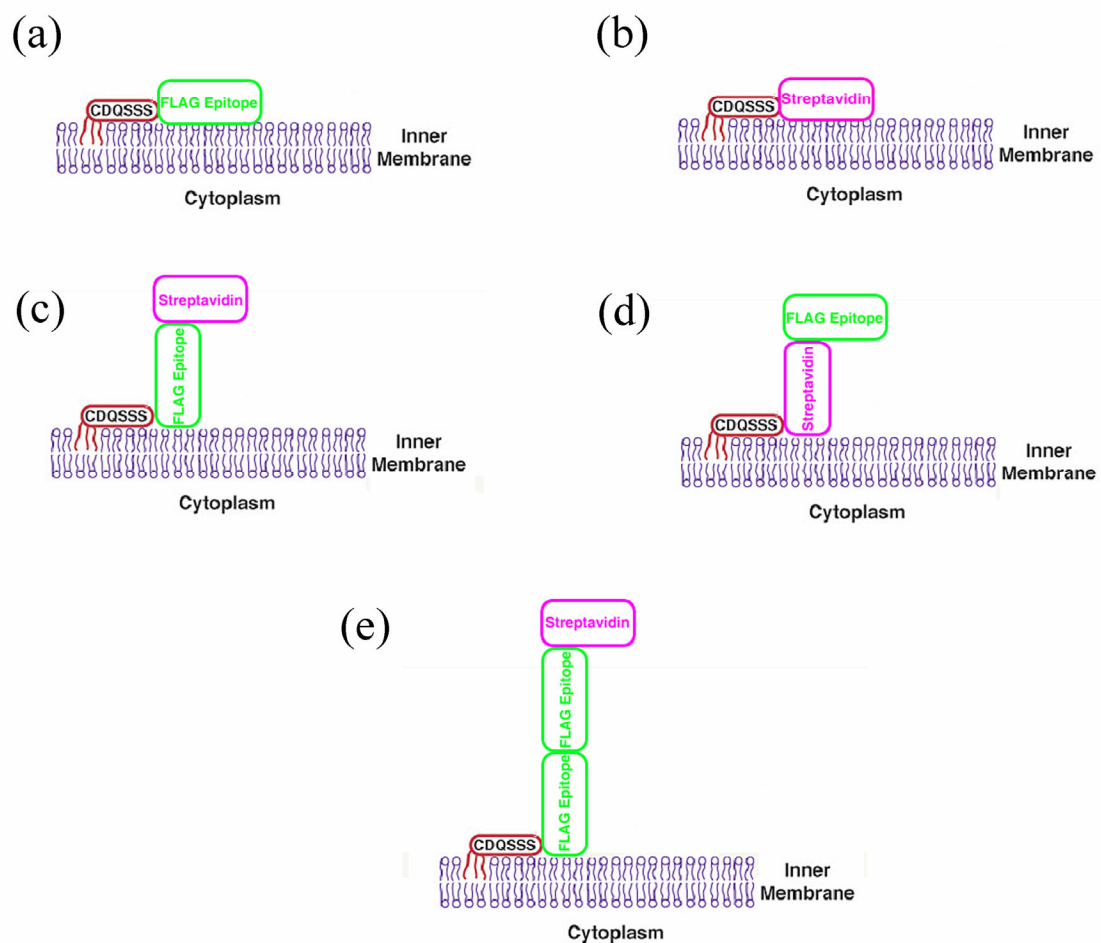 (a)
CDQSSS
FLAG Epitope
Inner
Membrane
Cytoplasm
(b)
CDQSSS
Streptavidin
Inner
Membrane
Cytoplasm
(c)
Streptavidin
FLAG Epitope
CDQSSS
Inner
Membrane
Cytoplasm
(d)
FLAG Epitope
Streptavidin
CDQSSS
Inner
Membrane
Cytoplasm
(e)
Streptavidin
FLAG Epitope
FLAG Epitope
CDQSSS
Inner
Membrane
Cytoplasm